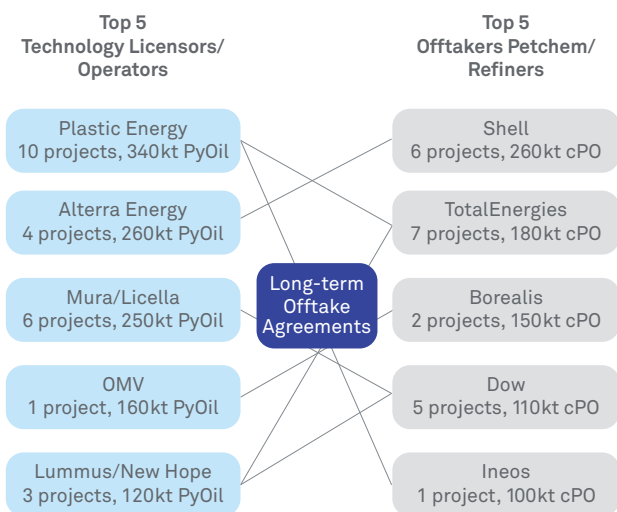 Top 5
Technology Licensors/
Operators
Top 5
Offtakers Petchem/
Refiners
Plastic Energy
10 projects, 340kt PyOil
Shell
6 projects, 260kt cPO
Alterra Energy
4 projects, 260kt PyOil
TotalEnergies
7 projects, 180kt cPO
Long-term
Offtake
Agreements
Mura/Licella
6 projects, 250kt PyOil
Borealis
2 projects, 150kt cPO
OMV
1 project, 160kt PyOil
Dow
5 projects, 110kt cPO
Lummus/New Hope
3 projects, 120kt PyOil
Ineos
1 project, 100kt cPO